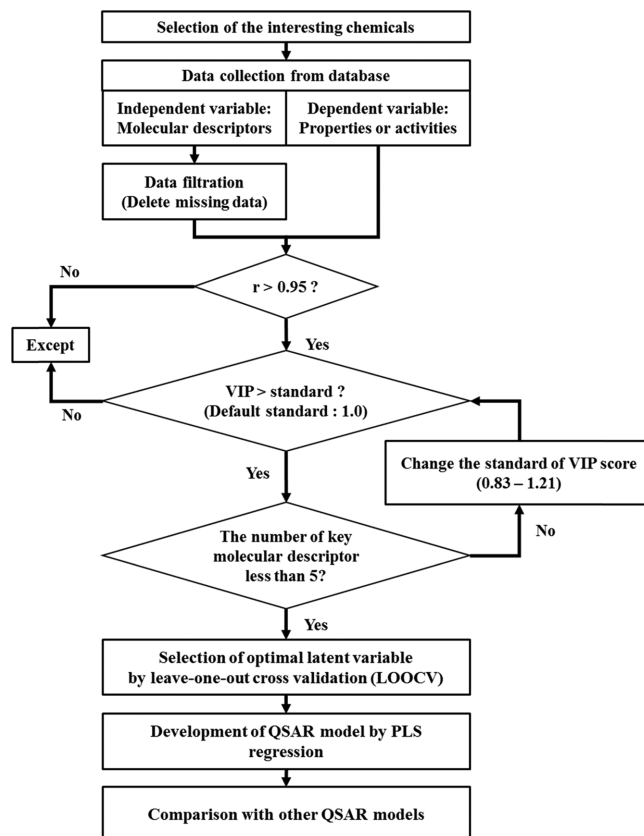 Selection of the interesting chemicals
Data collection from database
Independent variable:
Molecular descriptors
Dependent variable:
Properties or activities
Data filtration
(Delete missing data)
No
r > 0.95 ?
Except
Yes
VIP > standard ?
(Default standard : 1.0)
No
Change the standard of VIP score
(0.83 – 1.21)
Yes
The number of key
molecular descriptor
less than 5?
No
Yes
Selection of optimal latent variable
by leave-one-out cross validation (LOOCV)
Development of QSAR model by PLS
regression
Comparison with other QSAR models